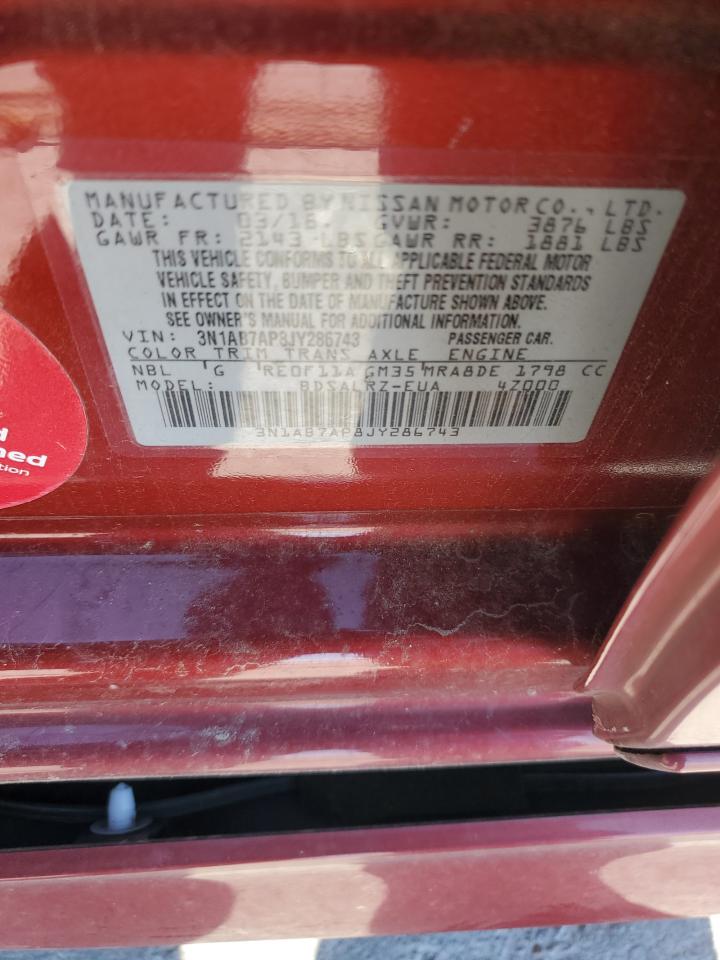 MANUFACTURED BY NISSAN MOTOR CO., LTD.
DATE: 03/18 GVWR: 3876 LBS
GAWR FR: 2143 LBS GAWR RR: 1881 LBS
THIS VEHICLE CONFORMS TO ALL APPLICABLE FEDERAL MOTOR
VEHICLE SAFETY, BUMPER AND THEFT PREVENTION STANDARDS
IN EFFECT ON THE DATE OF MANUFACTURE SHOWN ABOVE.
SEE OWNER'S MANUAL FOR ADDITIONAL INFORMATION.
VIN: 3N1AB7AP8JY286743 PASSENGER CAR.
COLOR TRIM TRANS AXLE ENGINE
NBL G RE0F11A GM35 MRA8DE 1798 CC
MODEL: BDSALRZ-EUA 4Z000
3N1AB7AP8JY286743